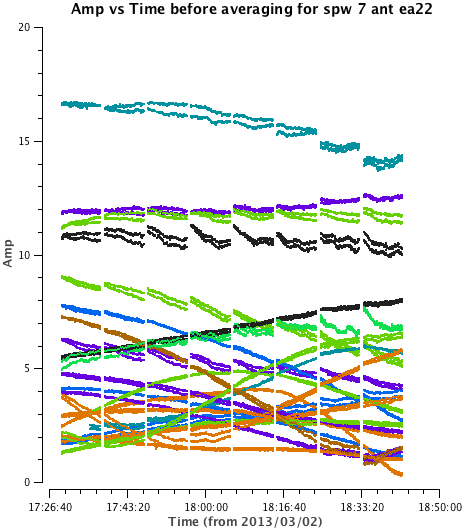 Amp vs Time before averaging for spw 7 ant ea22
20
15
10
5
0
Amp
17:26:40 17:43:20 18:00:00 18:16:40 18:33:20 18:50:00
Time (from 2013/03/02)